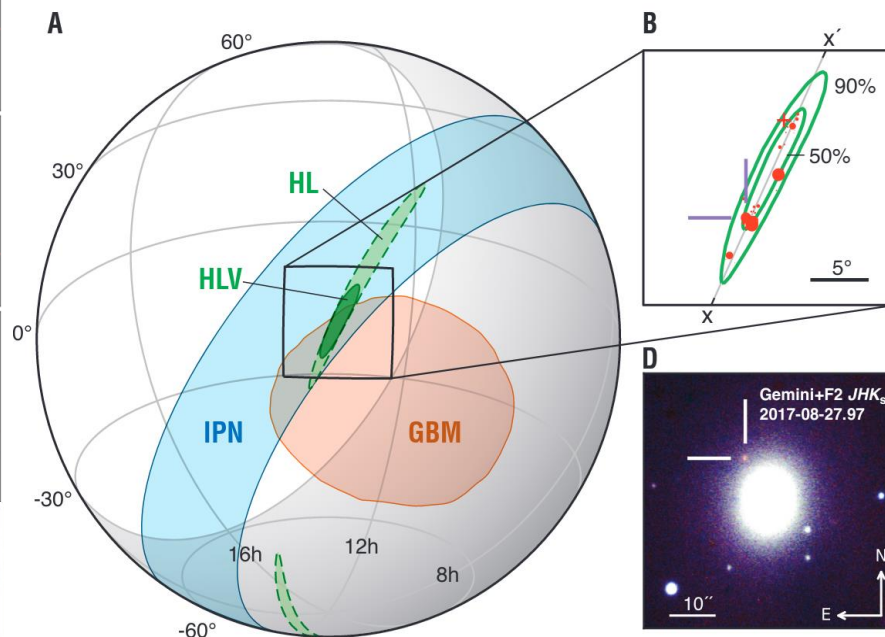 A
60°
30°
0°
-30°
-60°
HL
HLV
IPN
GBM
16h
12h
8h
B
x´
90%
50%
5°
x
D
Gemini+F2 JHKs
2017-08-27.97
10´´
N
E